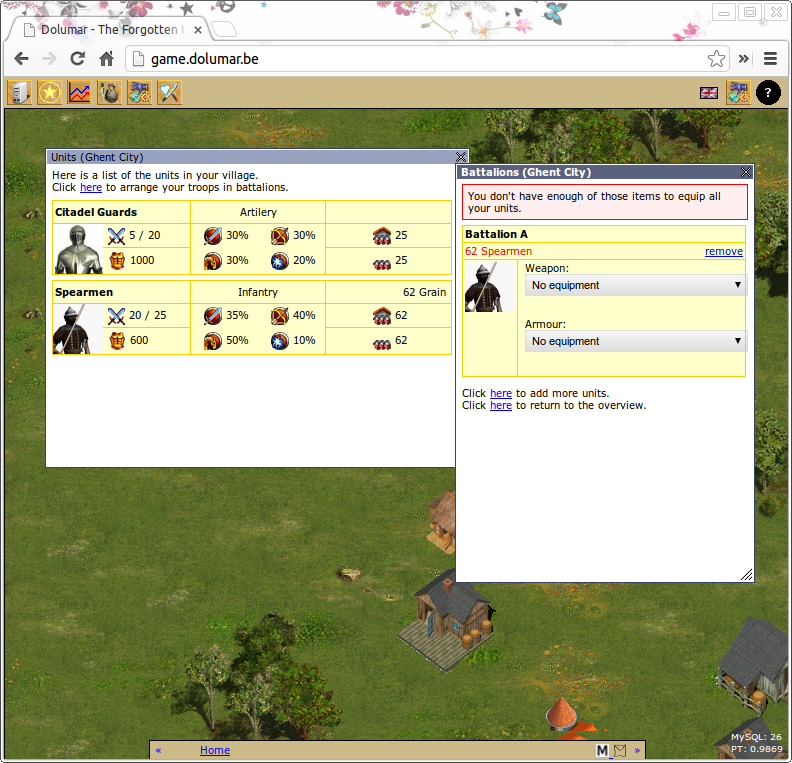 Dolumar - The Forgotten
game.dolumar.be
?
Units (Ghent City)
Here is a list of the units in your village.
Click here to arrange your troops in battalions.
Citadel Guards
Artilery
5 / 20
30%
30%
25
1000
30%
20%
25
Spearmen
Infantry
62 Grain
20 / 25
35%
40%
62
600
50%
10%
62
Battalions (Ghent City)
You don't have enough of those items to equip all
your units.
Battalion A
62 Spearmen
remove
Weapon:
No equipment
Armour:
No equipment
Click here to add more units.
Click here to return to the overview.
«
Home
M
»
MySQL: 26
PT: 0.9869